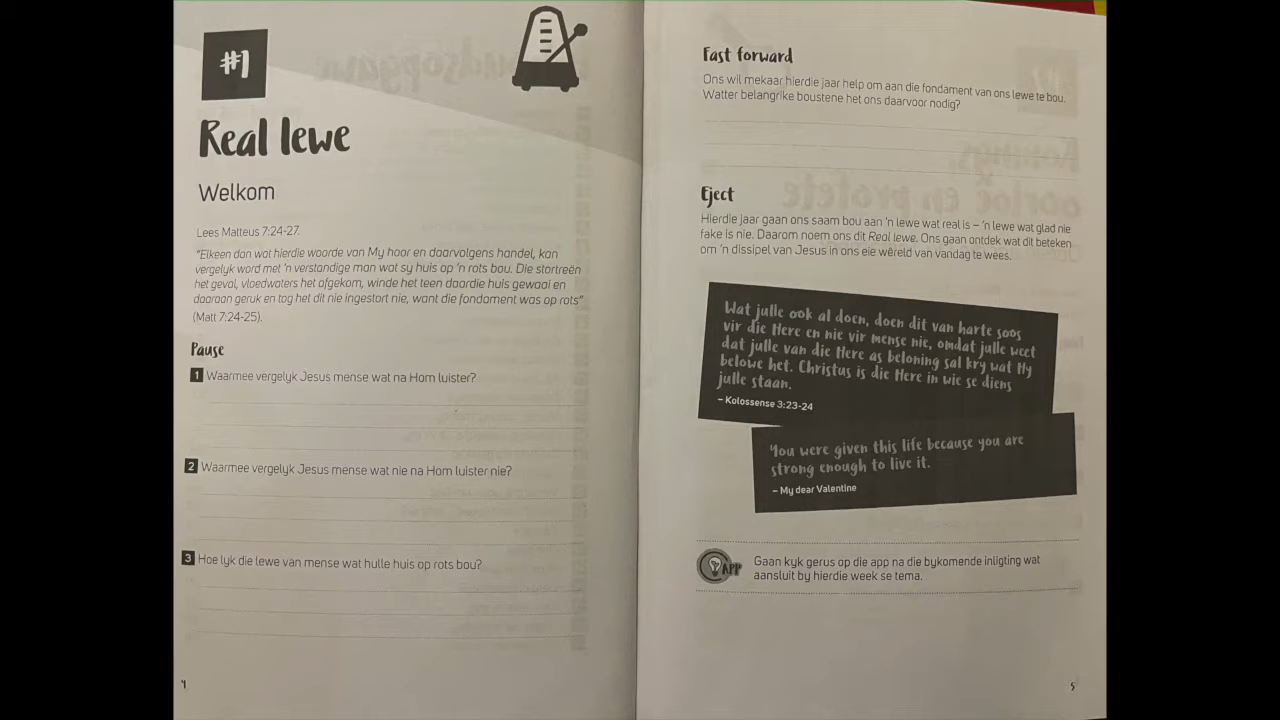 #1
Real lewe
Welkom
Lees Matteus 7:24-27.
"Elkeen dan wat hierdie woorde van My hoor en daarvolgens handel, kan
vergelyk word met 'n verstandige man wat sy huis op 'n rots bou. Die stortreën
het geval, vloedwaters het afgekom, winde het teen daardie huis gewaai en
daaraan geruk en tog het dit nie ingestort nie, want die fondament was op rots"
(Matt 7:24-25).
Pause
1 Waarmee vergelyk Jesus mense wat na Hom luister?
2 Waarmee vergelyk Jesus mense wat nie na Hom luister nie?
3 Hoe lyk die lewe van mense wat hulle huis op rots bou?
4
Fast forward
Ons wil mekaar hierdie jaar help om aan die fondament van ons lewe te bou.
Watter belangrike boustene het ons daarvoor nodig?
Eject
Hierdie jaar gaan ons saam bou aan 'n lewe wat real is – 'n lewe wat glad nie
fake is nie. Daarom noem ons dit Real lewe. Ons gaan ontdek wat dit beteken
om 'n dissipel van Jesus in ons eie wêreld van vandag te wees.
Wat julle ook al doen, doen dit van harte soos
vir die Here en nie vir mense nie, omdat julle weet
dat julle van die Here as beloning sal kry wat Hy
belowe het. Christus is die Here in wie se diens
julle staan.
– Kolossense 3:23-24
You were given this life because you are
strong enough to live it.
– My dear Valentine
APP
Gaan kyk gerus op die app na die bykomende inligting wat
aansluit by hierdie week se tema.
5